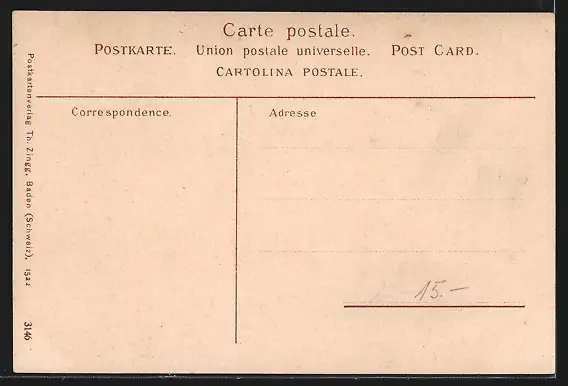 Carte postale.
POSTKARTE. Union postale universelle. POST CARD.
CARTOLINA POSTALE.
Correspondence.
Adresse
15.-
Postkartenverlag Th. Zingg, Baden (Schweiz), 1522
3146